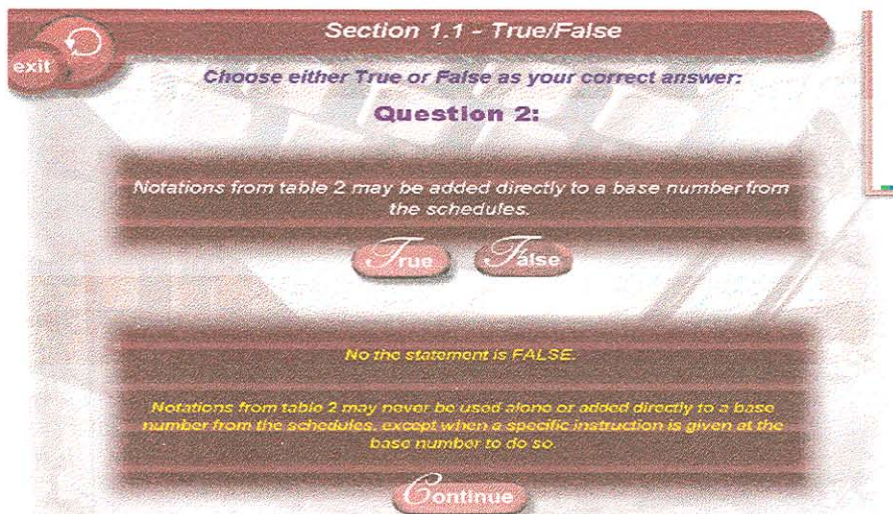 Section 1.1 - True/False
exit
Choose either True or False as your correct answer:
Question 2:
Notations from table 2 may be added directly to a base number from
the schedules.
True False
No the statement is FALSE.
Notations from table 2 may never be used alone or added directly to a base
number from the schedules, except when a specific instruction is given at the
base number to do so.
Continue